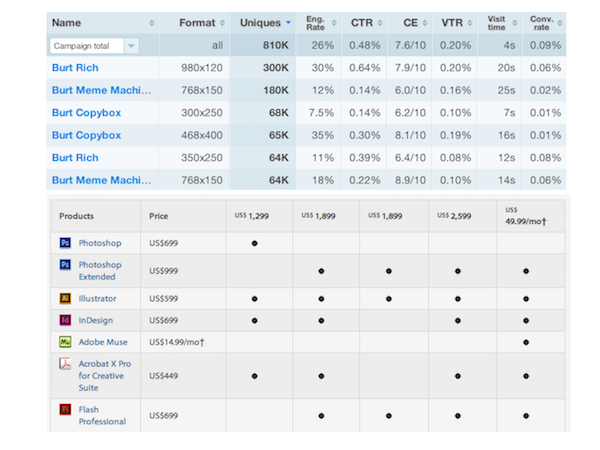 Name Format Uniques Eng. Rate CTR CE VTR Visit time Conv. rate
Campaign total all 810K 26% 0.48% 7.6/10 0.20% 4s 0.09%
Burt Rich 980x120 300K 30% 0.64% 7.9/10 0.20% 20s 0.06%
Burt Meme Machi... 768x150 180K 12% 0.14% 6.0/10 0.16% 25s 0.02%
Burt Copybox 300x250 68K 7.5% 0.14% 6.2/10 0.10% 7s 0.01%
Burt Copybox 468x400 65K 35% 0.30% 8.1/10 0.19% 16s 0.01%
Burt Rich 350x250 64K 11% 0.39% 6.4/10 0.08% 12s 0.08%
Burt Meme Machi... 768x150 64K 18% 0.22% 8.9/10 0.10% 14s 0.06%
Products Price US$ 1,299 US$ 1,899 US$ 1,899 US$ 2,599 US$ 49.99/mo†
Ps Photoshop US$699
Ps Photoshop Extended US$999
Ai Illustrator US$599
Id InDesign US$699
Mu Adobe Muse US$14.99/mo†
Acrobat X Pro for Creative Suite US$449
Fl Flash Professional US$699